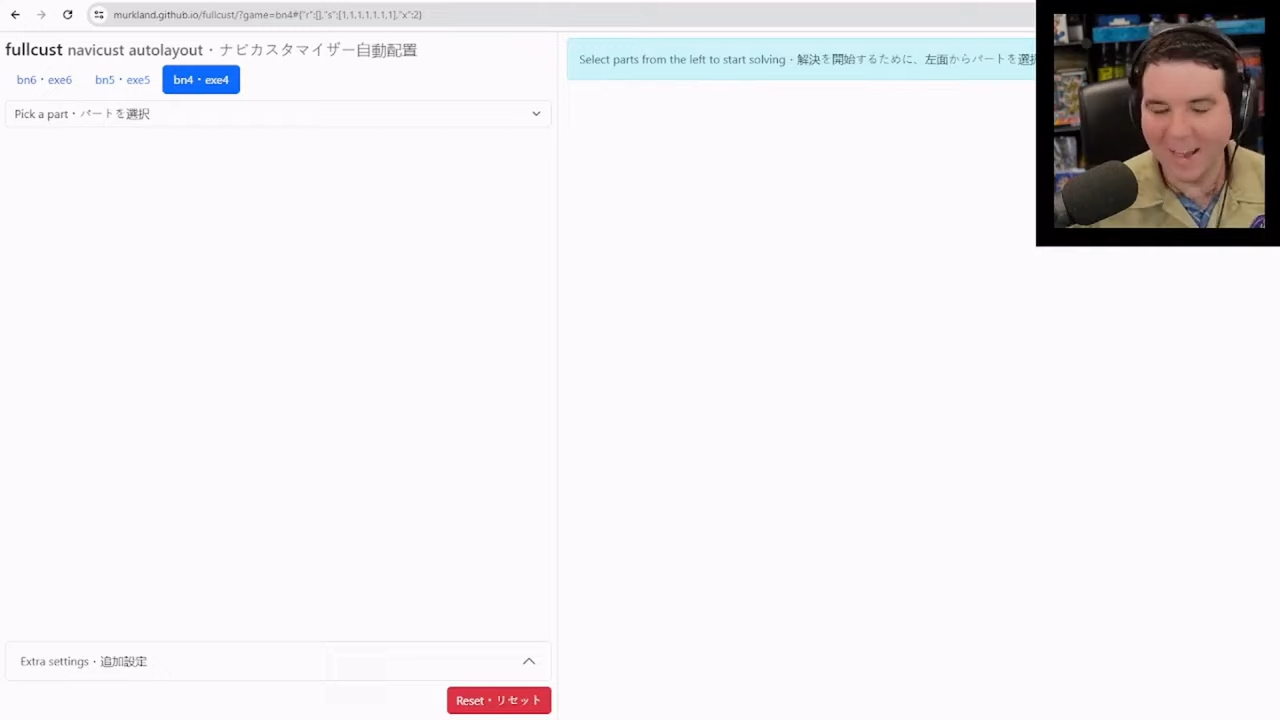 murkland.github.io/fullcust/?game=bn4#{"r":[],"s":[1,1,1,1,1,1,1],"x":2}
fullcust navicust autolayout・ナビカスタマイザー自動配置
bn6・exe6 bn5・exe5 bn4・exe4
Pick a part・パートを選択
Select parts from the left to start solving・解決を開始するために、左面からパートを選択
Extra settings・追加設定
Reset・リセット